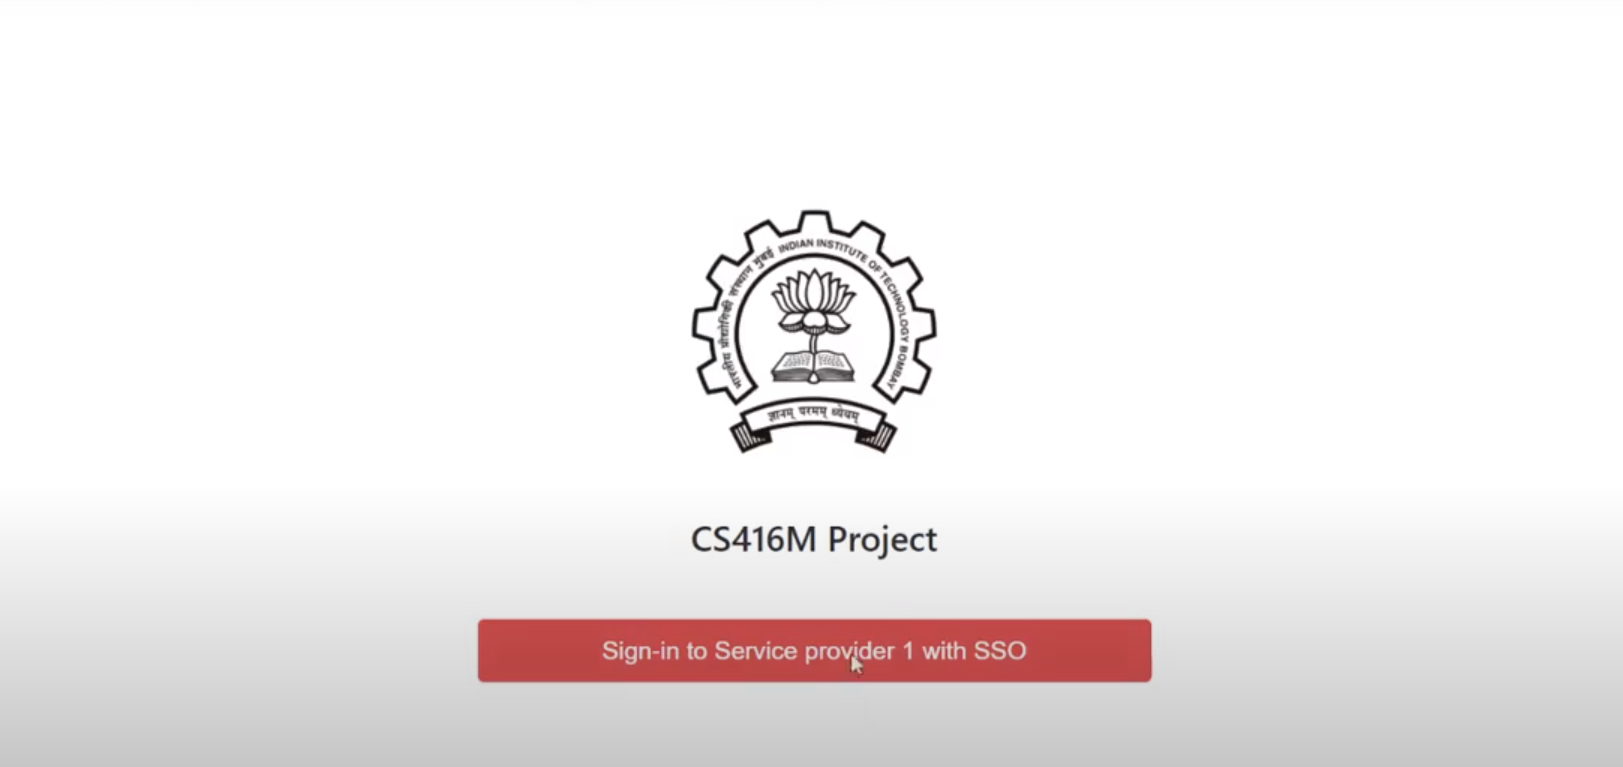 भारतीय प्रौद्योगिकी संस्थान मुंबई INDIAN INSTITUTE OF TECHNOLOGY BOMBAY
ज्ञानम् परमम् ध्येयम्
CS416M Project
Sign-in to Service provider 1 with SSO